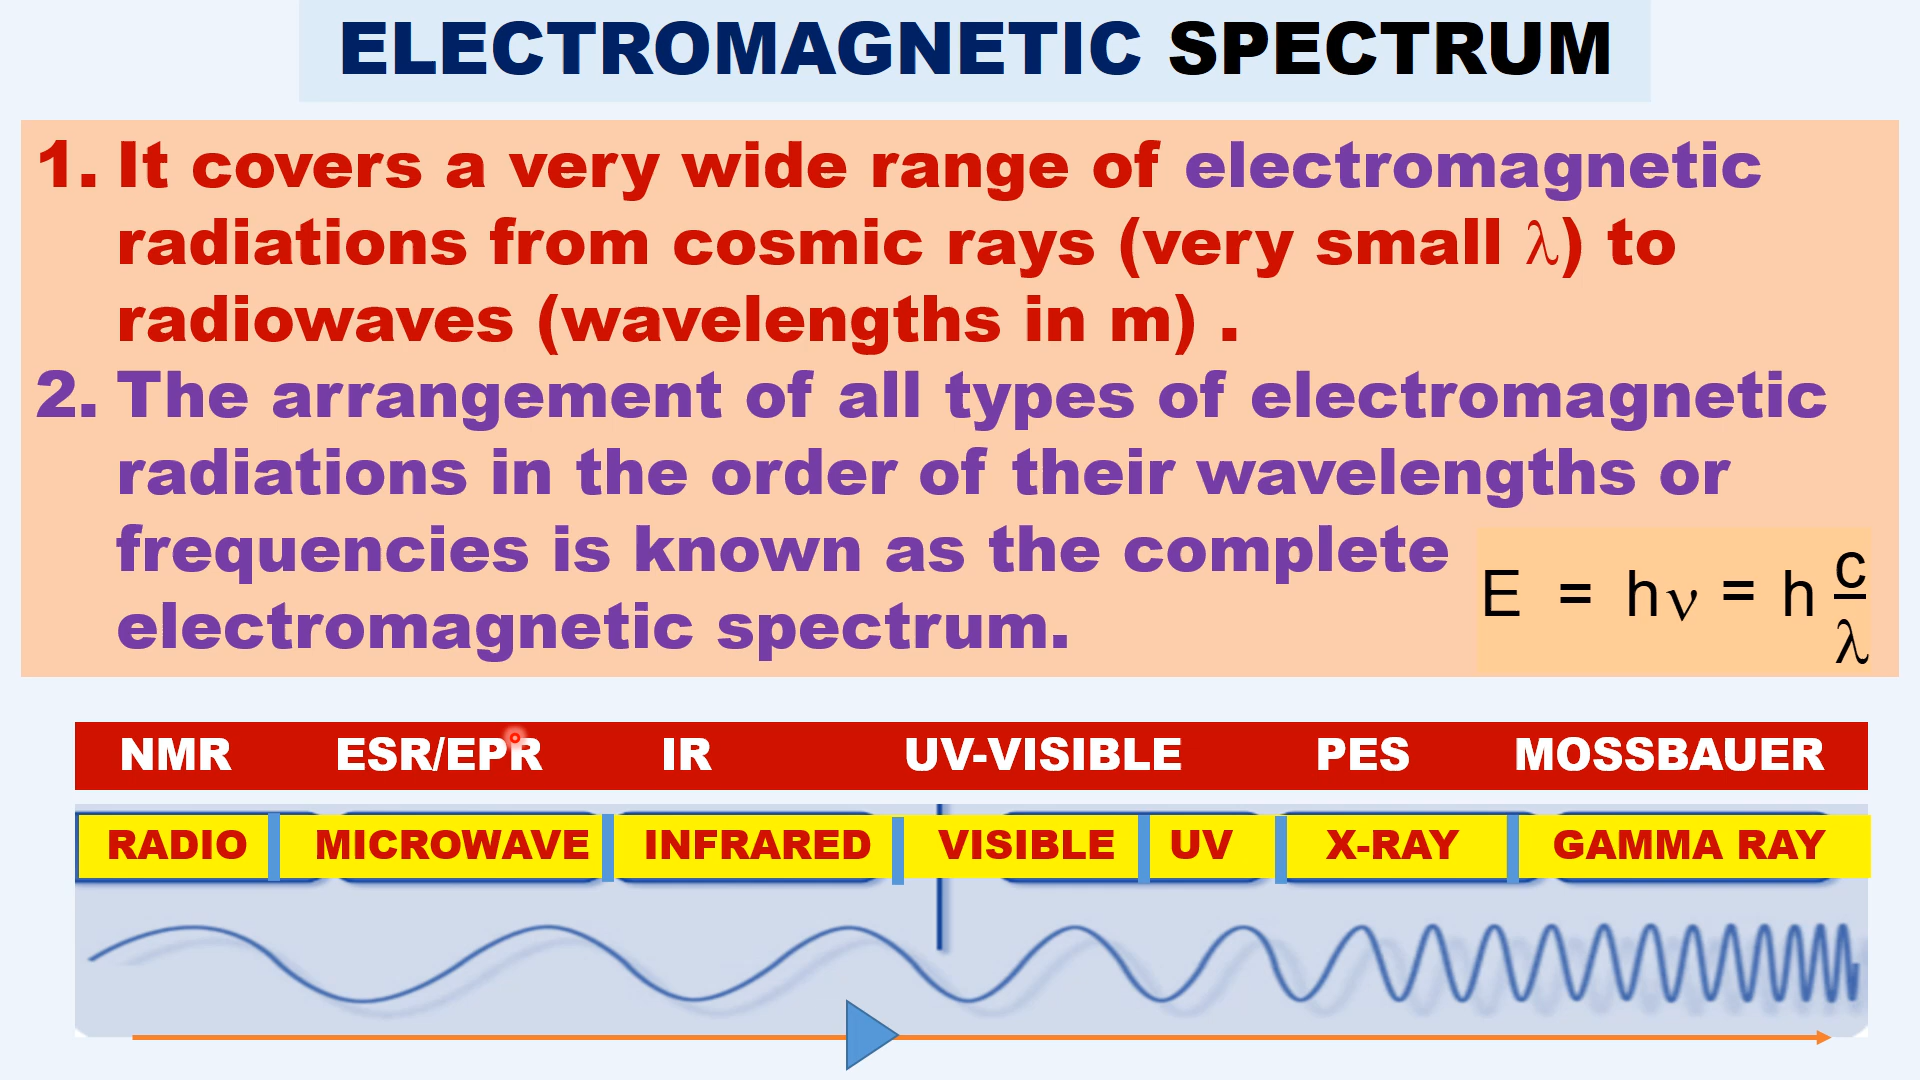 ELECTROMAGNETIC SPECTRUM
1. It covers a very wide range of electromagnetic
radiations from cosmic rays (very small λ) to
radiowaves (wavelengths in m) .
2. The arrangement of all types of electromagnetic
radiations in the order of their wavelengths or
frequencies is known as the complete
electromagnetic spectrum.
E = hν = h c/λ
NMR ESR/EPR IR UV-VISIBLE PES MOSSBAUER
RADIO MICROWAVE INFRARED VISIBLE UV X-RAY GAMMA RAY